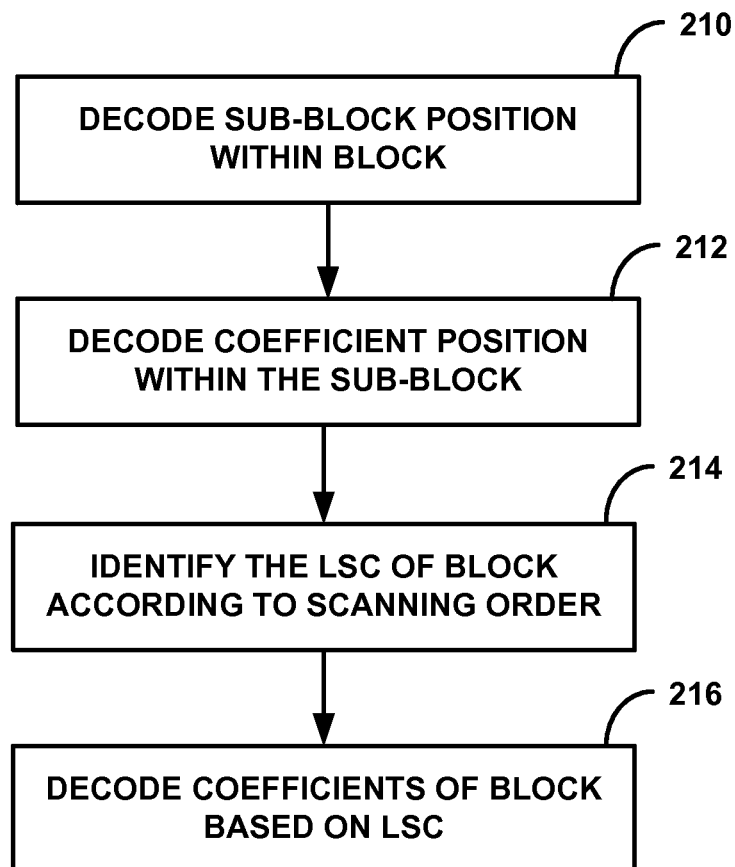 210
DECODE SUB-BLOCK POSITION
WITHIN BLOCK
212
DECODE COEFFICIENT POSITION
WITHIN THE SUB-BLOCK
214
IDENTIFY THE LSC OF BLOCK
ACCORDING TO SCANNING ORDER
216
DECODE COEFFICIENTS OF BLOCK
BASED ON LSC